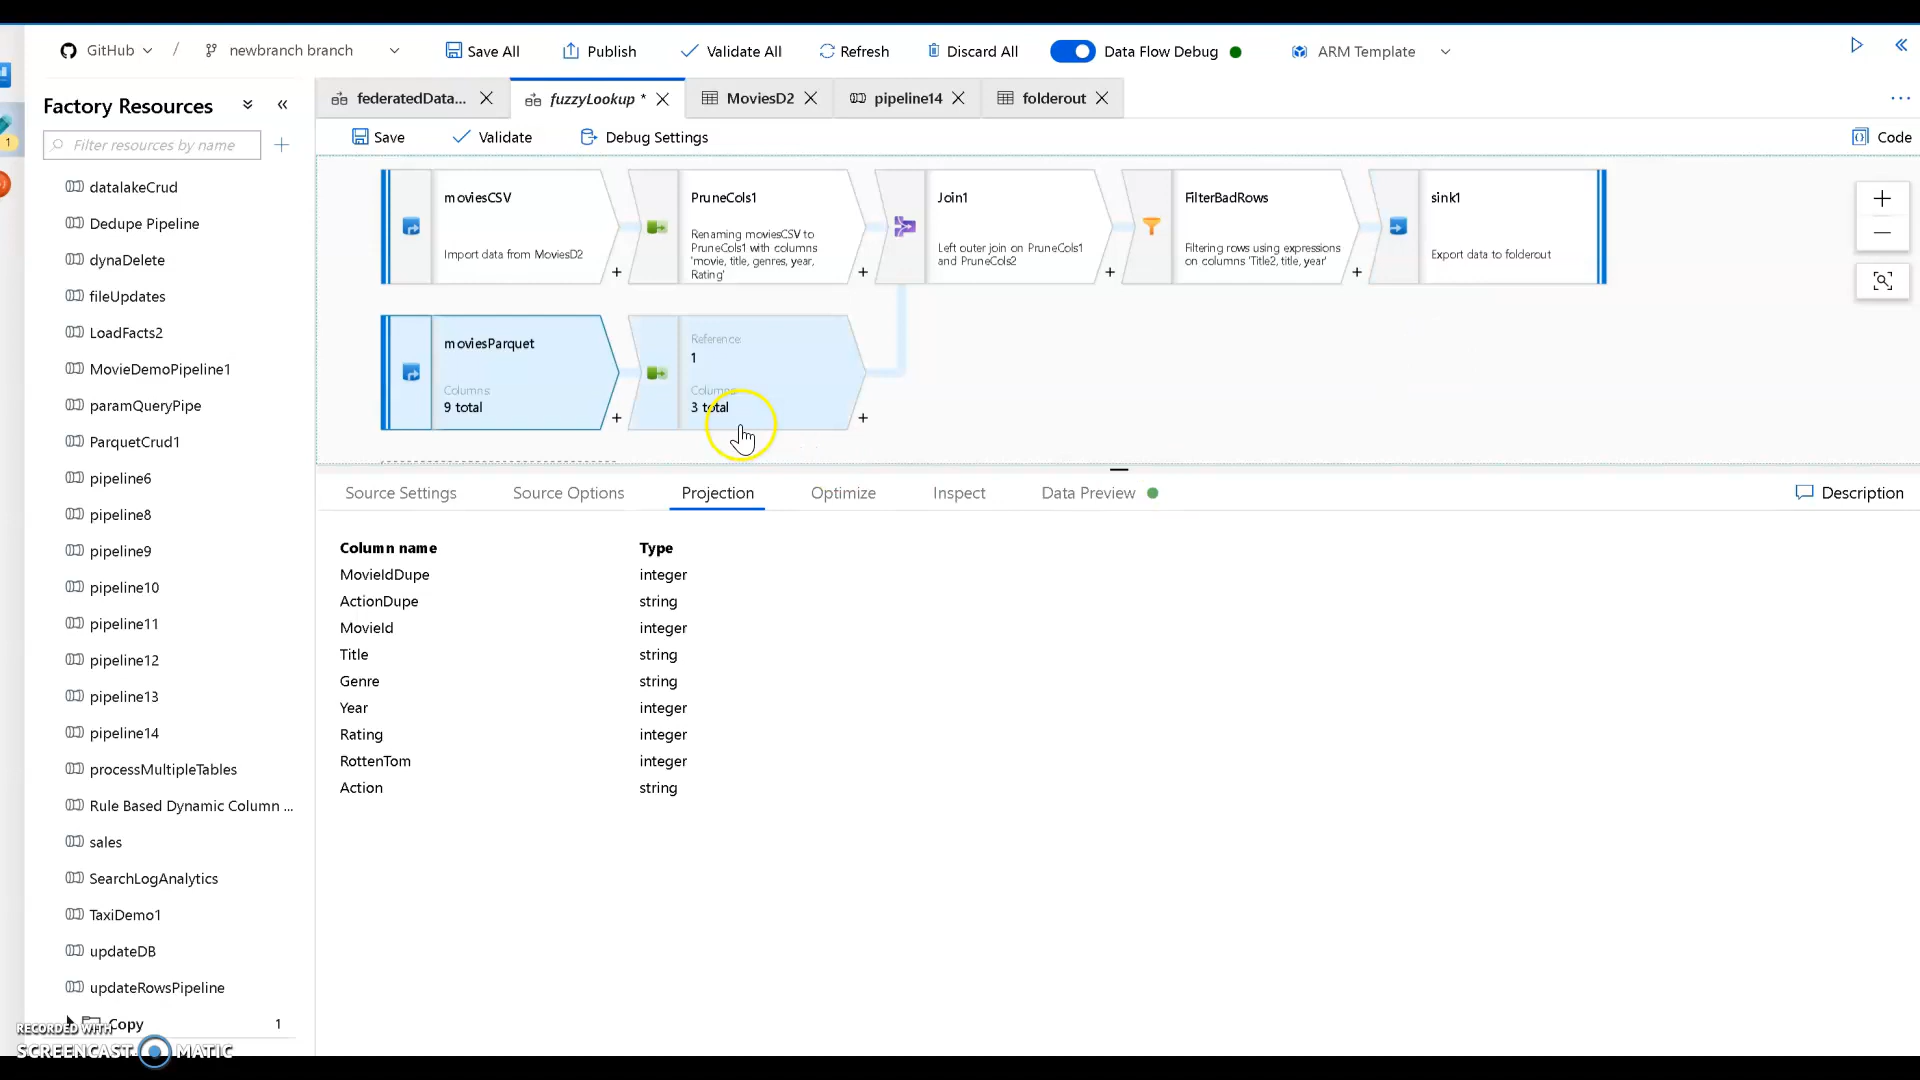 GitHub / newbranch branch Save All Publish Validate All Refresh Discard All Data Flow Debug ARM Template
Factory Resources
Filter resources by name
datalakeCrud
Dedupe Pipeline
dynaDelete
fileUpdates
LoadFacts2
MovieDemoPipeline1
paramQueryPipe
ParquetCrud1
pipeline6
pipeline8
pipeline9
pipeline10
pipeline11
pipeline12
pipeline13
pipeline14
processMultipleTables
Rule Based Dynamic Column ...
sales
SearchLogAnalytics
TaxiDemo1
updateDB
updateRowsPipeline
Copy 1
1
federatedData... fuzzyLookup * MoviesD2 pipeline14 folderout
Save Validate Debug Settings Code
moviesCSV
Import data from MoviesD2
PruneCols1
Renaming moviesCSV to
PruneCols1 with columns
'movie, title, genres, year,
Rating'
Join1
Left outer join on PruneCols1
and PruneCols2
FilterBadRows
Filtering rows using expressions
on columns 'Title2, title, year'
sink1
Export data to folderout
moviesParquet
Columns:
9 total
Reference:
1
Columns:
3 total
Source Settings Source Options Projection Optimize Inspect Data Preview Description
Column name Type
MovieIdDupe integer
ActionDupe string
MovieId integer
Title string
Genre string
Year integer
Rating integer
RottenTom integer
Action string
RECORDED WITH
SCREENCAST MATIC